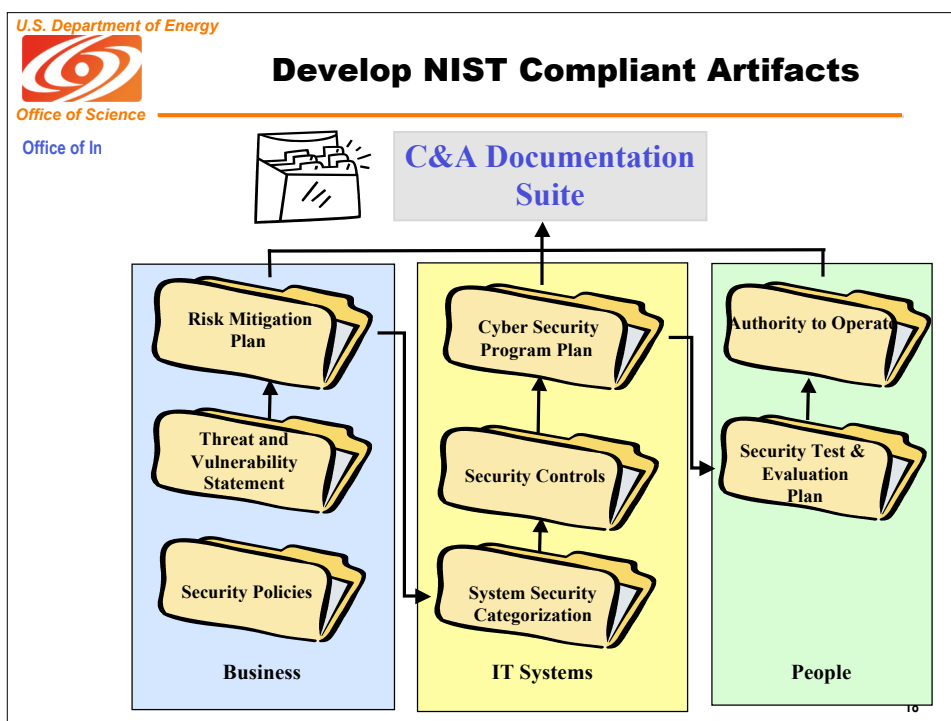 U.S. Department of Energy
Office of Science
Develop NIST Compliant Artifacts
Office of In
C&A Documentation
Suite
Risk Mitigation
Plan
Threat and
Vulnerability
Statement
Security Policies
Business
Cyber Security
Program Plan
Security Controls
System Security
Categorization
IT Systems
Authority to Operate
Security Test &
Evaluation
Plan
People
18